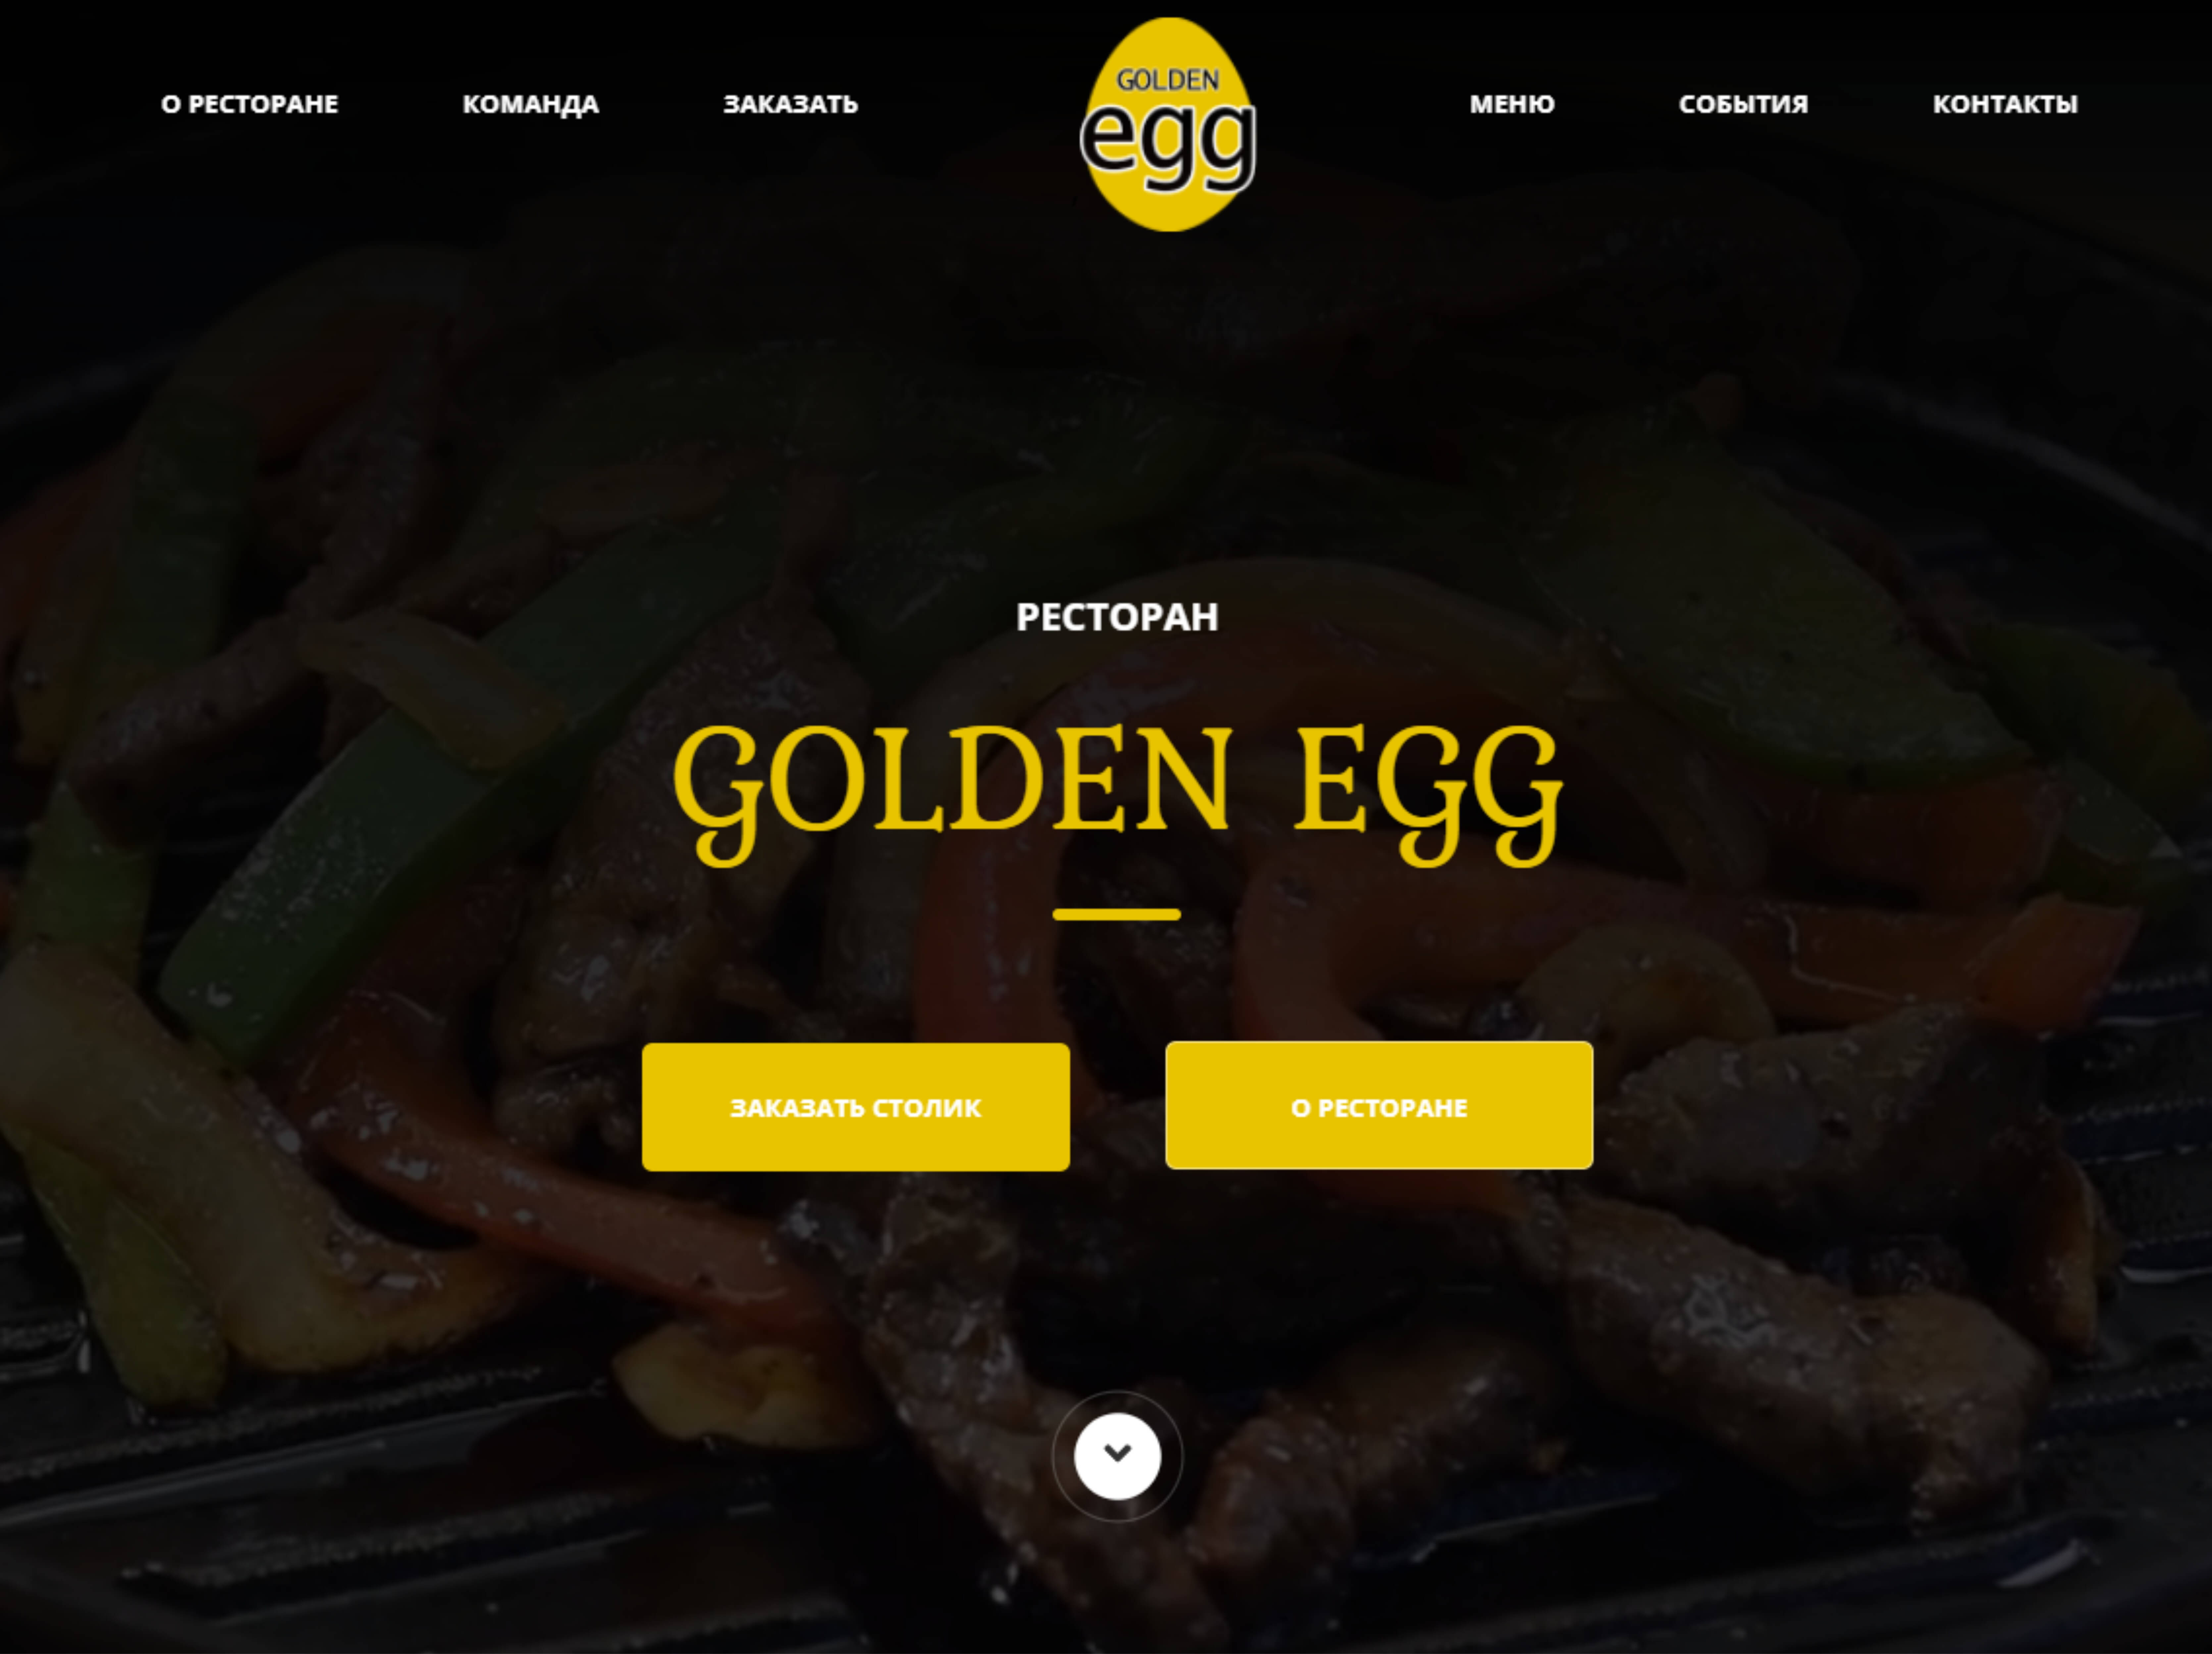 О РЕСТОРАНЕ
КОМАНДА
ЗАКАЗАТЬ
GOLDEN
egg
МЕНЮ
СОБЫТИЯ
КОНТАКТЫ
РЕСТОРАН
GOLDEN EGG
ЗАКАЗАТЬ СТОЛИК
О РЕСТОРАНЕ